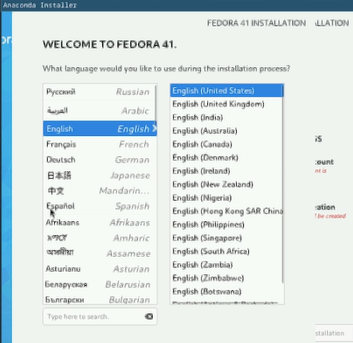 Anaconda Installer
FEDORA 41 INSTALLATION
LLATION
WELCOME TO FEDORA 41.
What language would you like to use during the installation process?
Русский Russian
العربية Arabic
English English
Français French
Deutsch German
日本語 Japanese
中文 Mandarin...
Español Spanish
Afrikaans Afrikaans
አማርኛ Amharic
অসমীয়া Assamese
Asturianu Asturian
Беларуская Belarusian
Български Bulgarian
Type here to search.
English (United States)
English (United Kingdom)
English (India)
English (Australia)
English (Canada)
English (Denmark)
English (Ireland)
English (New Zealand)
English (Nigeria)
English (Hong Kong SAR China
English (Philippines)
English (Singapore)
English (South Africa)
English (Zambia)
English (Zimbabwe)
English (Botswana)
count
ation
be created
stallation